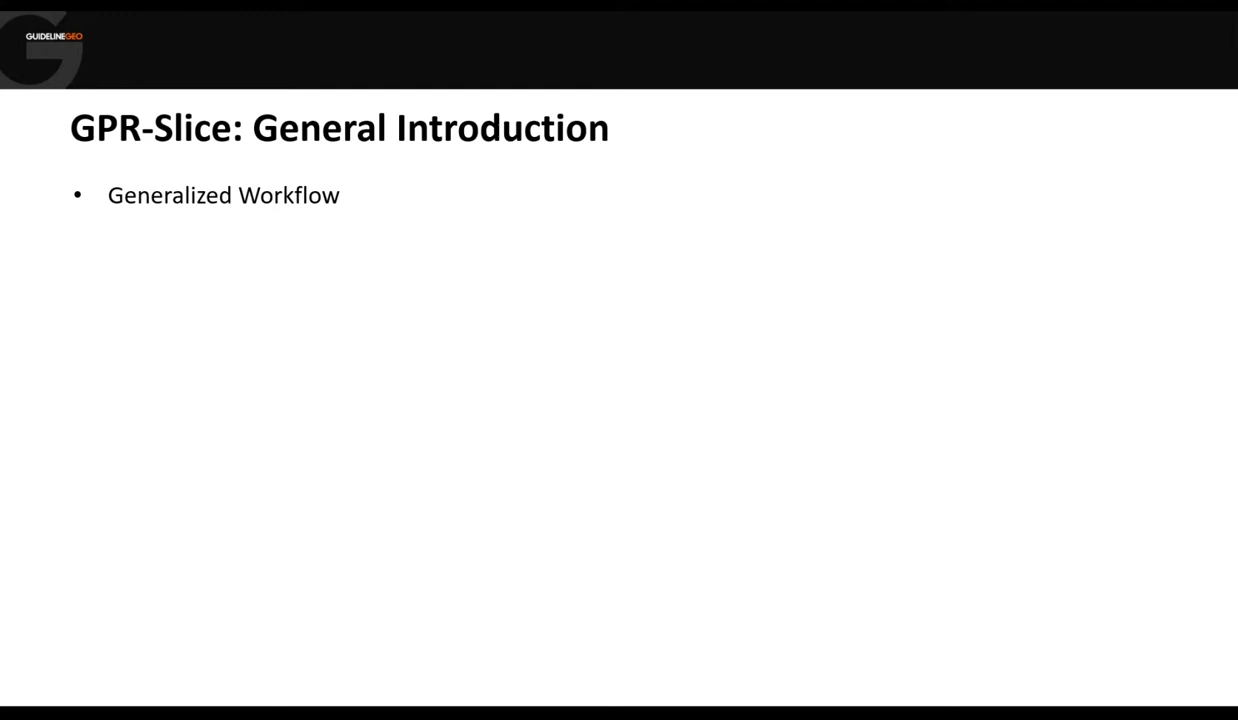 GUIDELINEGEO
GPR-Slice: General Introduction
• Generalized Workflow